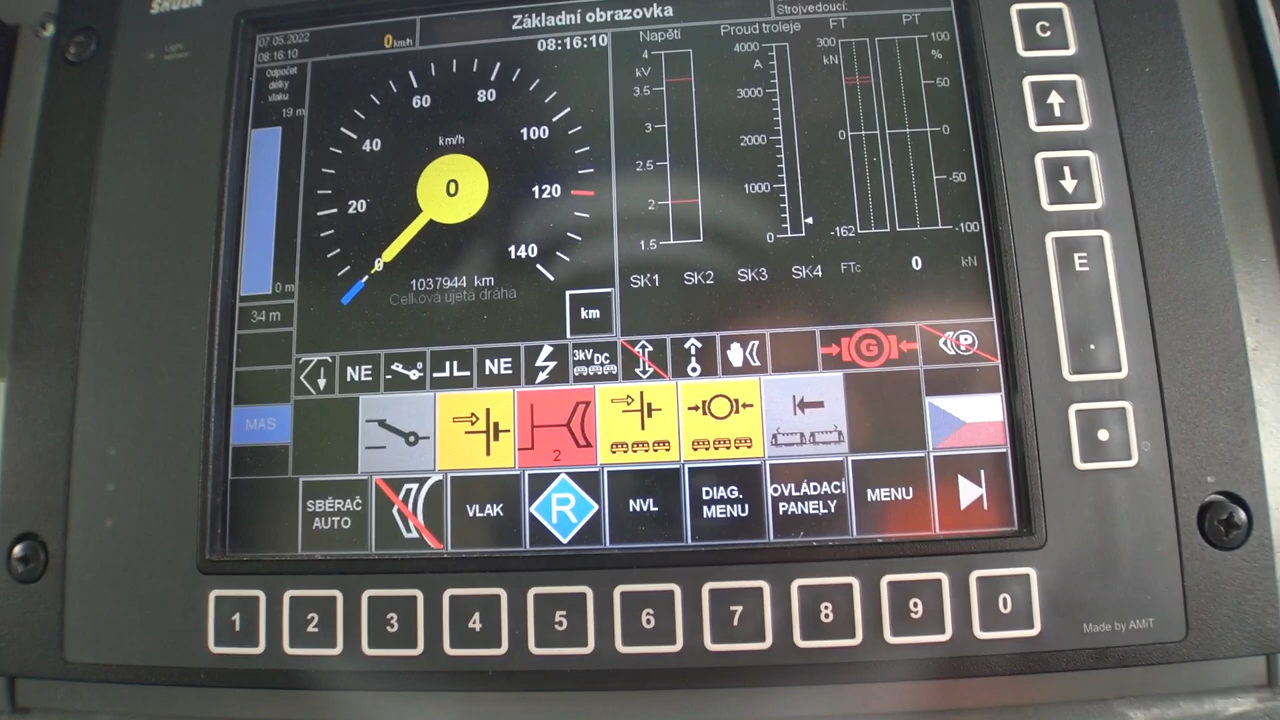 ŠKODA
Light
Základní obrazovka
Strojvedoucí:
07.05.2022
08:16:10
0 km/h
08:16:10
Odpočet
délky
vlaku
19 m
0 m
34 m
MAS
km/h
0
0
20
40
60
80
100
120
140
1037944 km
Celková ujetá dráha
km
Napětí
4
kV
3.5
3
2.5
2
1.5
Proud troleje
4000
A
3000
2000
1000
0
FT
300
kN
0
-162
PT
100
%
50
0
-50
-100
SK1 SK2 SK3 SK4 FTc 0 kN
NE
NE
3kV DC
G
P
2
SBĚRAČ
AUTO
VLAK
R
NVL
DIAG.
MENU
OVLÁDACÍ
PANELY
MENU
C
E
1 2 3 4 5 6 7 8 9 0
Made by AMiT